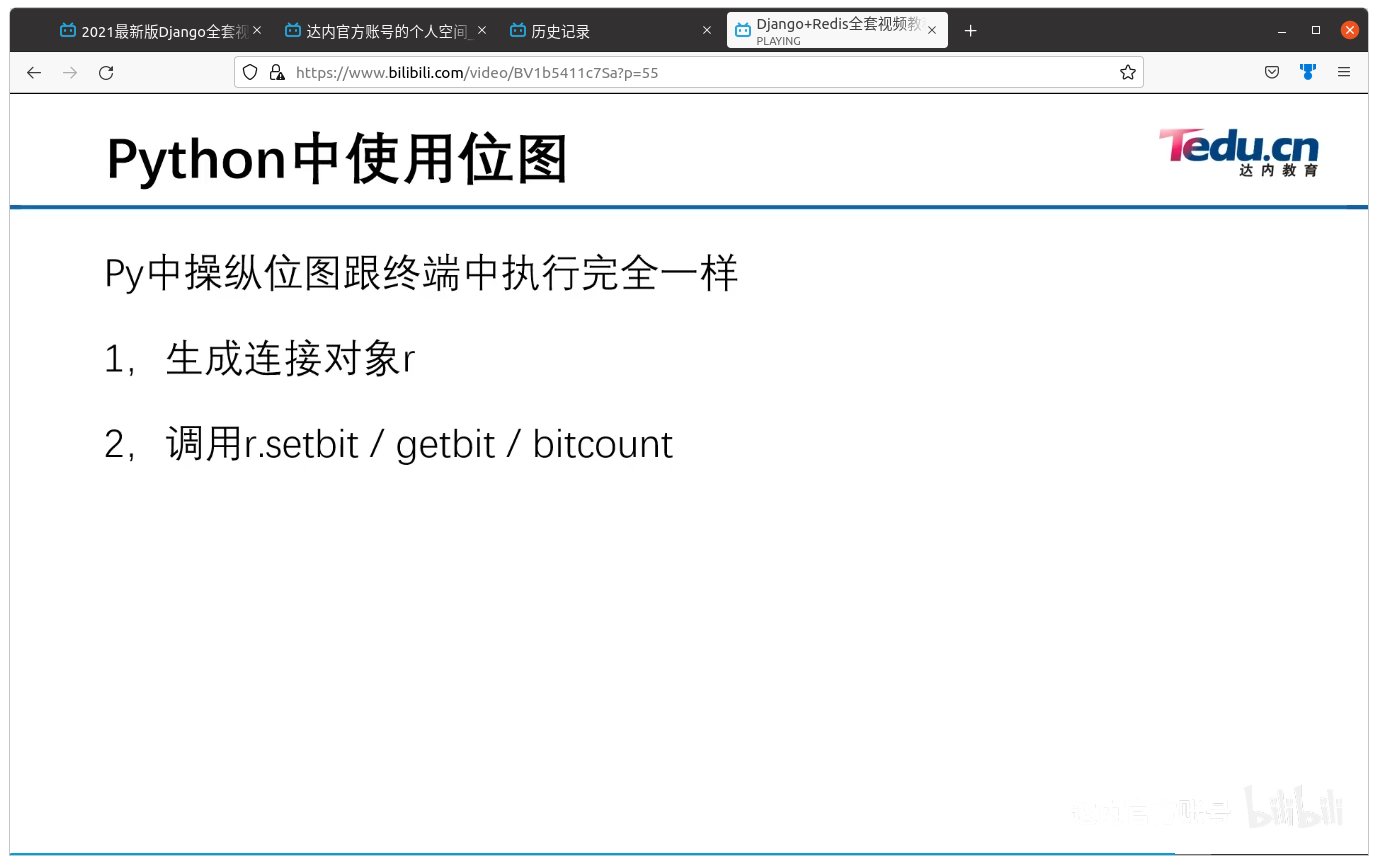 2021最新版Django全套视
达内官方账号的个人空间_
历史记录
Django+Redis全套视频教
PLAYING
https://www.bilibili.com/video/BV1b5411c7Sa?p=55
Python中使用位图
Tedu.cn
达内教育
Py中操纵位图跟终端中执行完全一样
1，生成连接对象r
2，调用r.setbit / getbit / bitcount
达内官方账号 bilibili